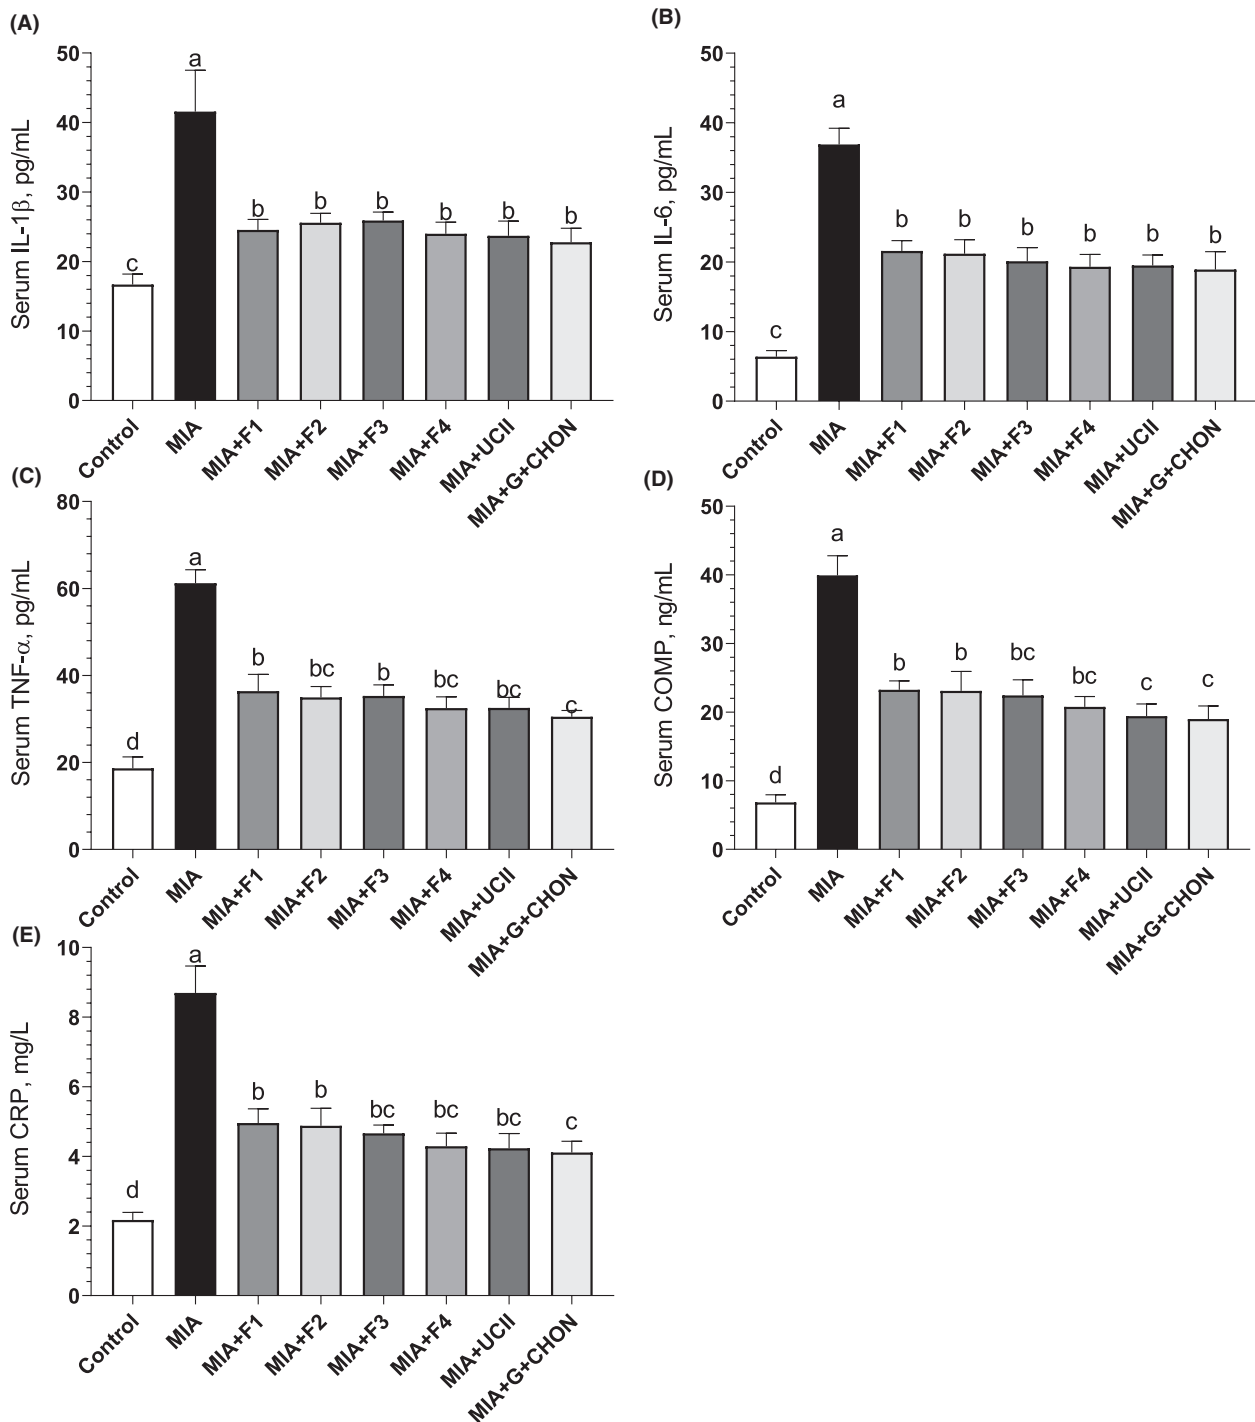 (A)
Serum IL-1β, pg/mL
50
40
30
20
10
0
a
b
b
b
b
b
b
c
Control
MIA
MIA+F1
MIA+F2
MIA+F3
MIA+F4
MIA+UCII
MIA+G+CHON
(B)
Serum IL-6, pg/mL
50
40
30
20
10
0
a
b
b
b
b
b
b
c
Control
MIA
MIA+F1
MIA+F2
MIA+F3
MIA+F4
MIA+UCII
MIA+G+CHON
(C)
Serum TNF-α, pg/mL
80
60
40
20
0
d
a
b
bc
b
bc
bc
c
Control
MIA
MIA+F1
MIA+F2
MIA+F3
MIA+F4
MIA+UCII
MIA+G+CHON
(D)
Serum COMP, ng/mL
50
40
30
20
10
0
d
a
b
b
bc
bc
c
c
Control
MIA
MIA+F1
MIA+F2
MIA+F3
MIA+F4
MIA+UCII
MIA+G+CHON
(E)
Serum CRP, mg/L
10
8
6
4
2
0
d
a
b
b
bc
bc
bc
c
Control
MIA
MIA+F1
MIA+F2
MIA+F3
MIA+F4
MIA+UCII
MIA+G+CHON